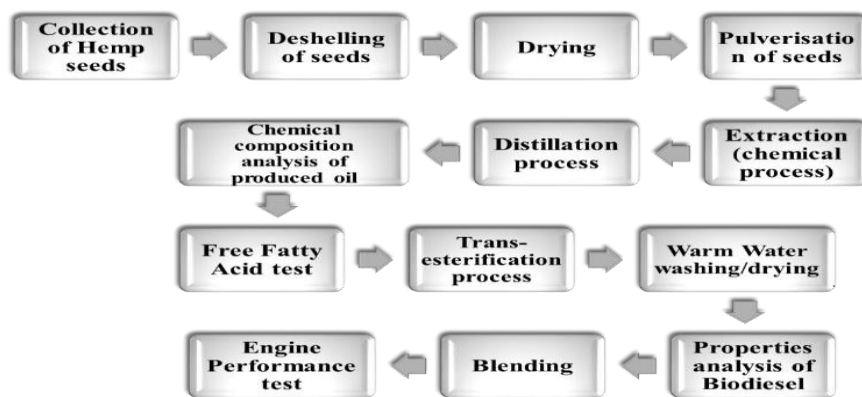 Collection
of Hemp
seeds
Deshelling
of seeds
Drying
Pulverisatio
n of seeds
Extraction
(chemical
process)
Distillation
process
Chemical
composition
analysis of
produced oil
Free Fatty
Acid test
Trans-
esterification
process
Warm Water
washing/drying
Properties
analysis of
Biodiesel
Blending
Engine
Performance
test